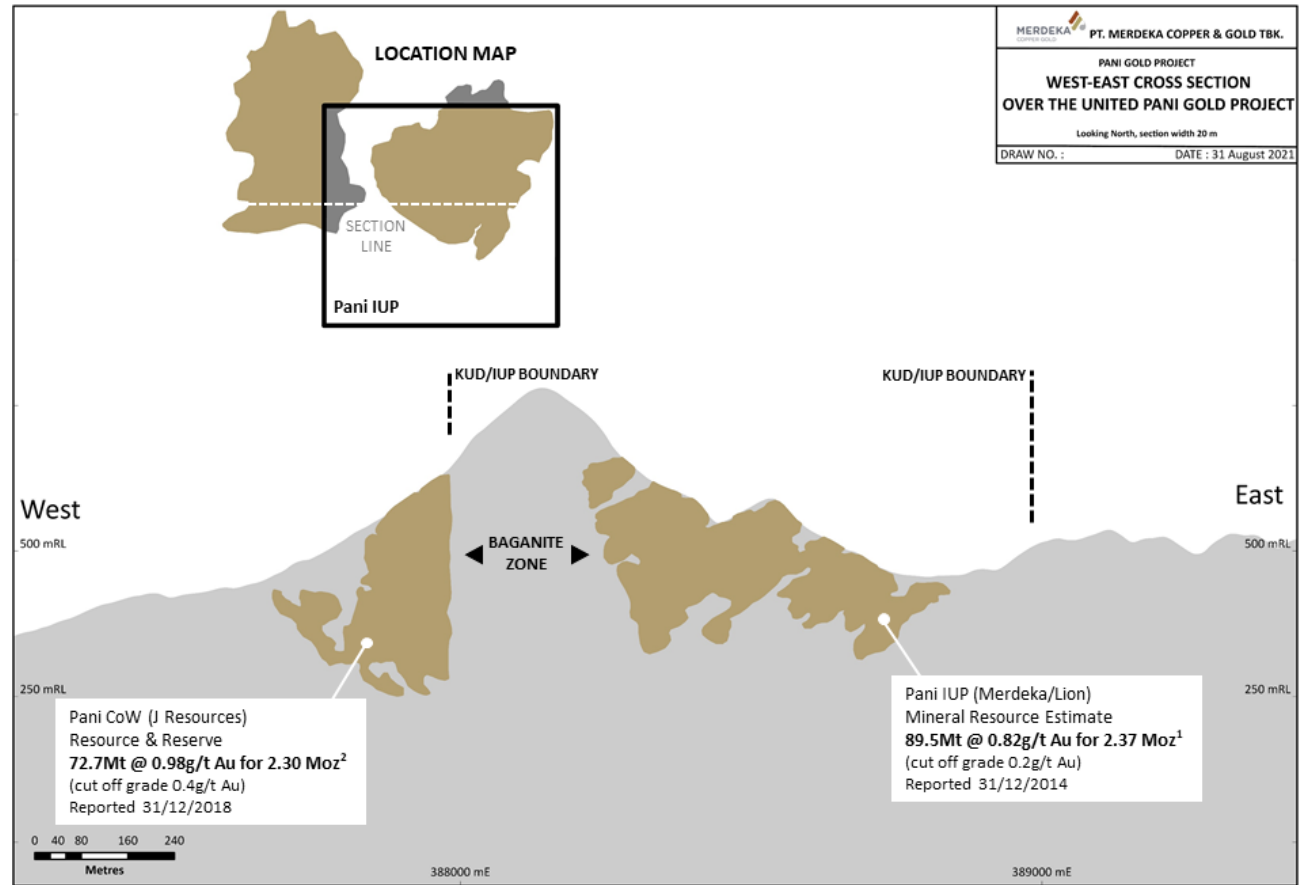 MERDEKA
COPPER GOLD
PT. MERDEKA COPPER & GOLD TBK.
PANI GOLD PROJECT
WEST-EAST CROSS SECTION
OVER THE UNITED PANI GOLD PROJECT
Looking North, section width 20 m
DRAW NO. : DATE : 31 August 2021
LOCATION MAP
SECTION
LINE
Pani IUP
KUD/IUP BOUNDARY
KUD/IUP BOUNDARY
West
East
500 mRL
500 mRL
BAGANITE
ZONE
250 mRL
250 mRL
Pani CoW (J Resources)
Resource & Reserve
72.7Mt @ 0.98g/t Au for 2.30 Moz²
(cut off grade 0.4g/t Au)
Reported 31/12/2018
Pani IUP (Merdeka/Lion)
Mineral Resource Estimate
89.5Mt @ 0.82g/t Au for 2.37 Moz¹
(cut off grade 0.2g/t Au)
Reported 31/12/2014
0 40 80 160 240
Metres
388000 mE
389000 mE